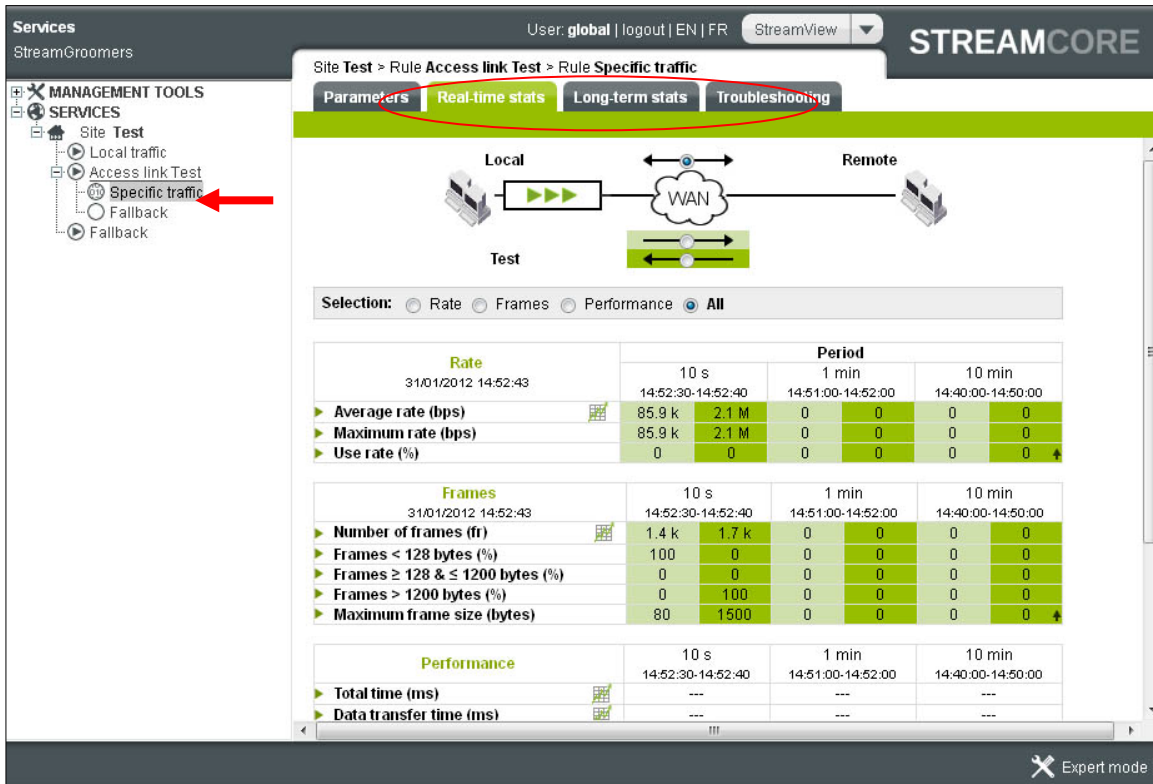 Services
StreamGroomers
User: global | logout | EN | FR
StreamView
STREAMCORE
MANAGEMENT TOOLS
SERVICES
Site Test
Local traffic
Access link Test
Specific traffic
Fallback
Fallback
Site Test > Rule Access link Test > Rule Specific traffic
Parameters Real-time stats Long-term stats Troubleshooting
Local Remote
WAN
Test
Selection: Rate Frames Performance All
Rate Period
31/01/2012 14:52:43 10 s 1 min 10 min
14:52:30-14:52:40 14:51:00-14:52:00 14:40:00-14:50:00
Average rate (bps) 85.9 k 2.1 M 0 0 0 0
Maximum rate (bps) 85.9 k 2.1 M 0 0 0 0
Use rate (%) 0 0 0 0 0 0
Frames 10 s 1 min 10 min
31/01/2012 14:52:43 14:52:30-14:52:40 14:51:00-14:52:00 14:40:00-14:50:00
Number of frames (fr) 1.4 k 1.7 k 0 0 0 0
Frames < 128 bytes (%) 100 0 0 0 0 0
Frames ≥ 128 & ≤ 1200 bytes (%) 0 0 0 0 0 0
Frames > 1200 bytes (%) 0 100 0 0 0 0
Maximum frame size (bytes) 80 1500 0 0 0 0
Performance 10 s 1 min 10 min
14:52:30-14:52:40 14:51:00-14:52:00 14:40:00-14:50:00
Total time (ms) --- --- ---
Data transfer time (ms) --- --- ---
Expert mode